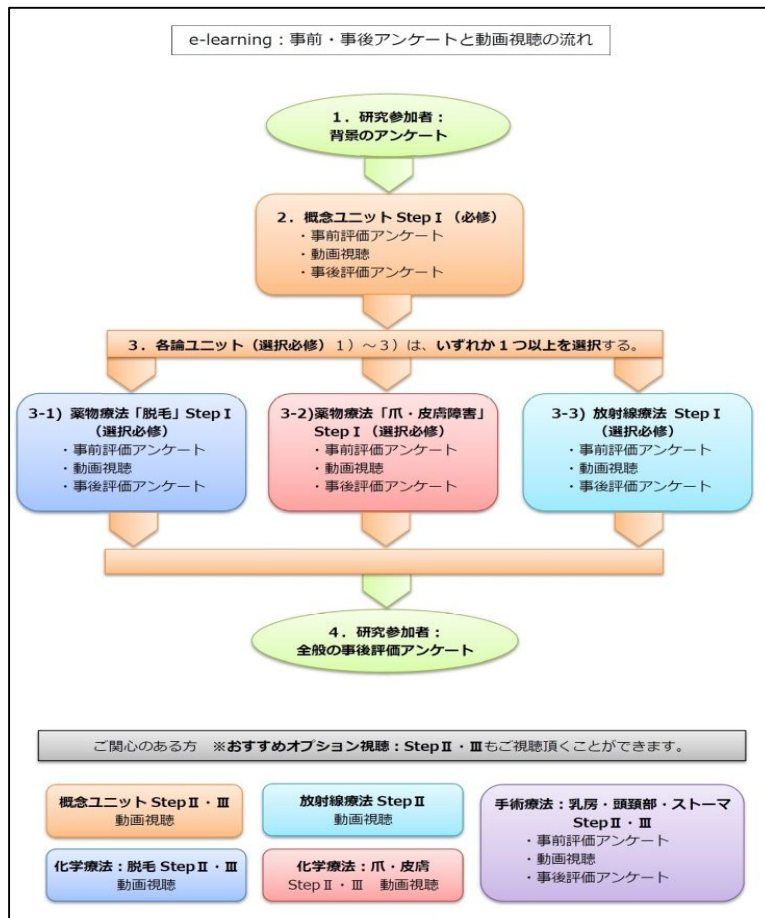 e-learning：事前・事後アンケートと動画視聴の流れ
1．研究参加者：
背景のアンケート
2．概念ユニット StepⅠ（必修）
・事前評価アンケート
・動画視聴
・事後評価アンケート
3．各論ユニット（選択必修）1）～3）は、いずれか1つ以上を選択する。
3-1) 薬物療法「脱毛」StepⅠ
（選択必修）
・事前評価アンケート
・動画視聴
・事後評価アンケート
3-2)薬物療法「爪・皮膚障害」
StepⅠ（選択必修）
・事前評価アンケート
・動画視聴
・事後評価アンケート
3-3) 放射線療法 StepⅠ
（選択必修）
・事前評価アンケート
・動画視聴
・事後評価アンケート
4．研究参加者：
全般の事後評価アンケート
ご関心のある方　※おすすめオプション視聴：StepⅡ・Ⅲもご視聴頂くことができます。
概念ユニット StepⅡ・Ⅲ
動画視聴
放射線療法 StepⅡ
動画視聴
手術療法：乳房・頭頸部・ストーマ
StepⅡ・Ⅲ
・事前評価アンケート
・動画視聴
・事後評価アンケート
化学療法：脱毛 StepⅡ・Ⅲ
動画視聴
化学療法：爪・皮膚
StepⅡ・Ⅲ　動画視聴